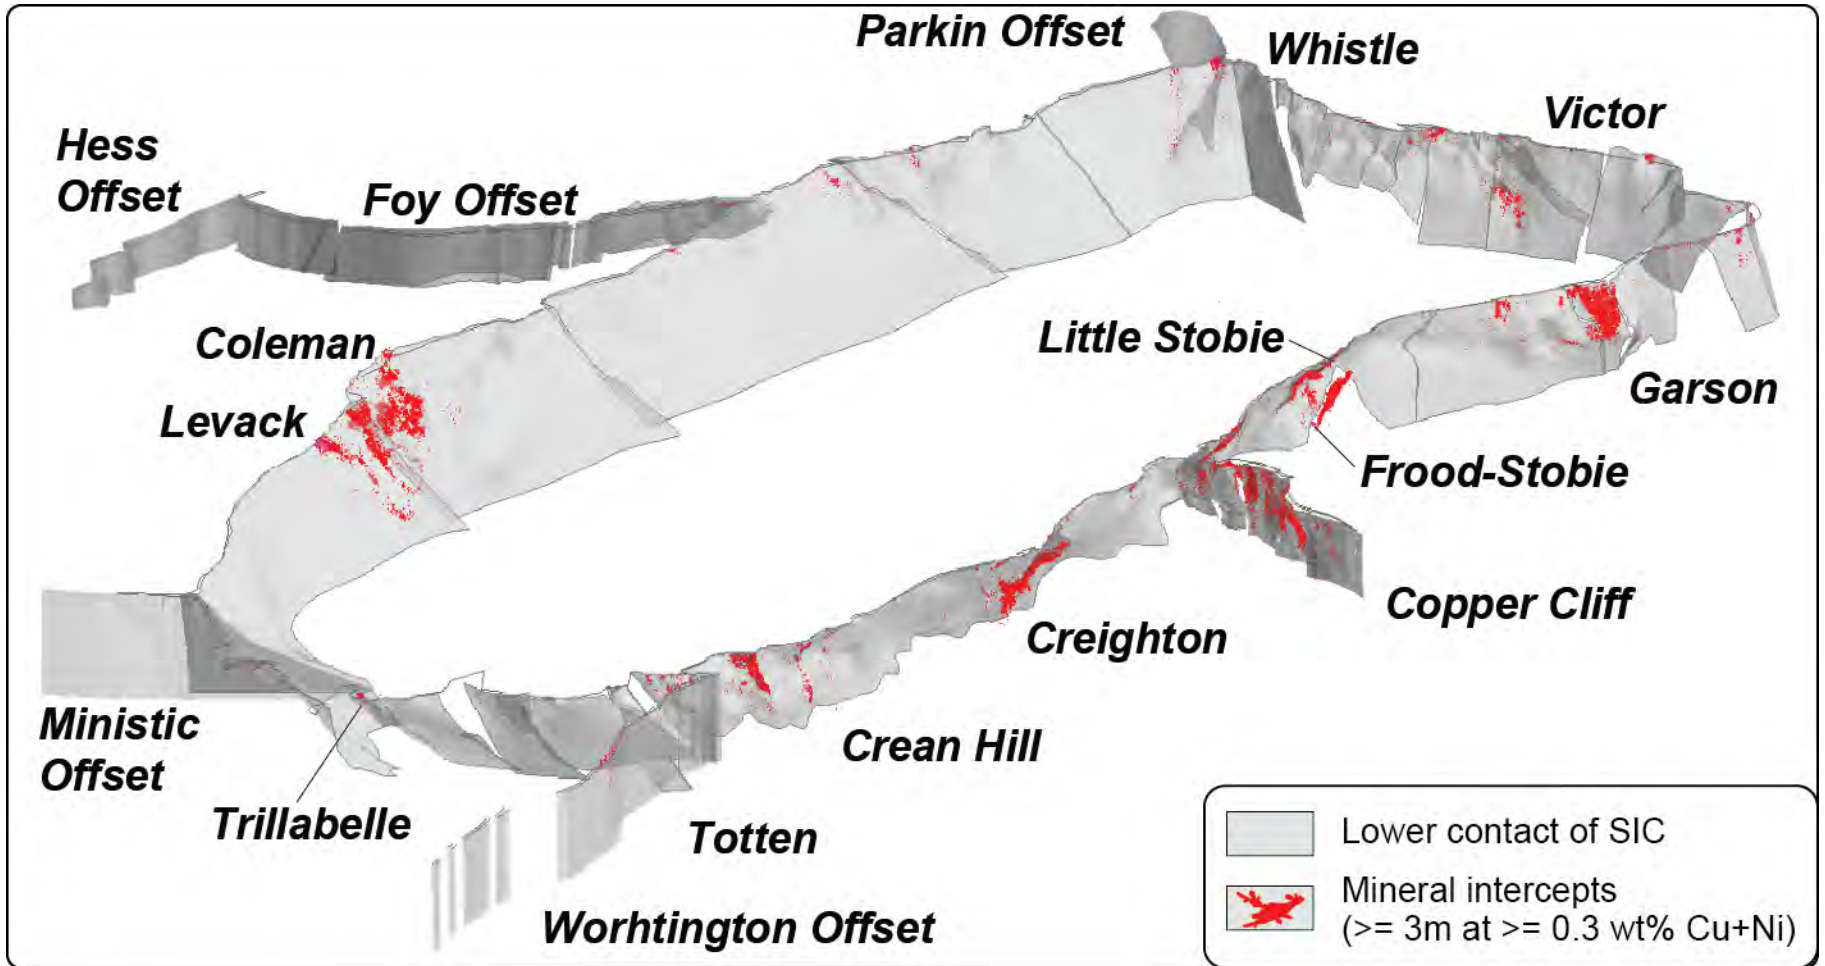 Parkin Offset
Whistle
Victor
Hess
Offset
Foy Offset
Coleman
Little Stobie
Levack
Garson
Frood-Stobie
Copper Cliff
Creighton
Ministic
Offset
Crean Hill
Trillabelle
Totten
Worhtington Offset
Lower contact of SIC
Mineral intercepts
(>= 3m at >= 0.3 wt% Cu+Ni)